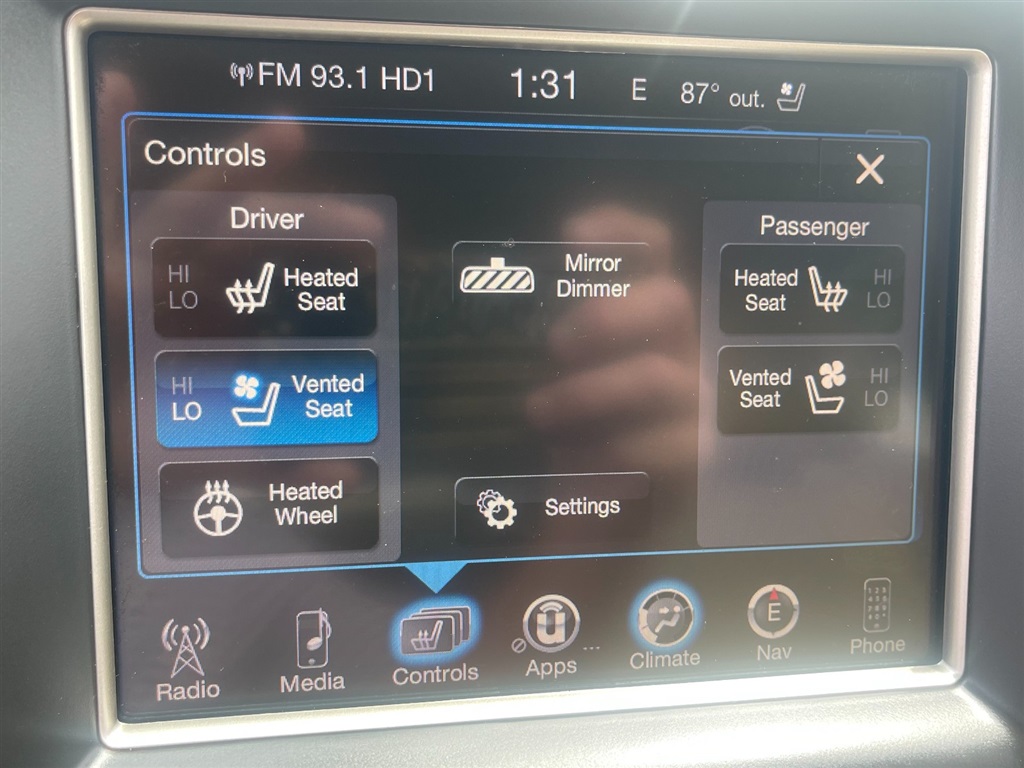 FM 93.1 HD1 1:31 E 87° out.
Controls X
Driver
HI
LO
Heated
Seat
HI
LO
Vented
Seat
Heated
Wheel
Mirror
Dimmer
Settings
Passenger
Heated
Seat
HI
LO
Vented
Seat
HI
LO
Radio
Media
Controls
u
Apps
...
Climate
E
Nav
Phone